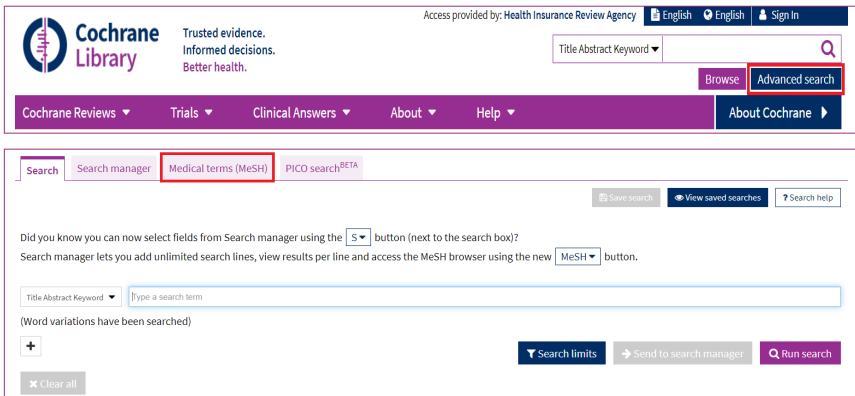 Access provided by: Health Insurance Review Agency English English Sign In
Cochrane Library
Trusted evidence.
Informed decisions.
Better health.
Title Abstract Keyword
Browse Advanced search
Cochrane Reviews Trials Clinical Answers About Help About Cochrane
Search Search manager Medical terms (MeSH) PICO search BETA
Save search View saved searches ? Search help
Did you know you can now select fields from Search manager using the S button (next to the search box)?
Search manager lets you add unlimited search lines, view results per line and access the MeSH browser using the new MeSH button.
Title Abstract Keyword Type a search term
(Word variations have been searched)
+
Search limits Send to search manager Run search
Clear all